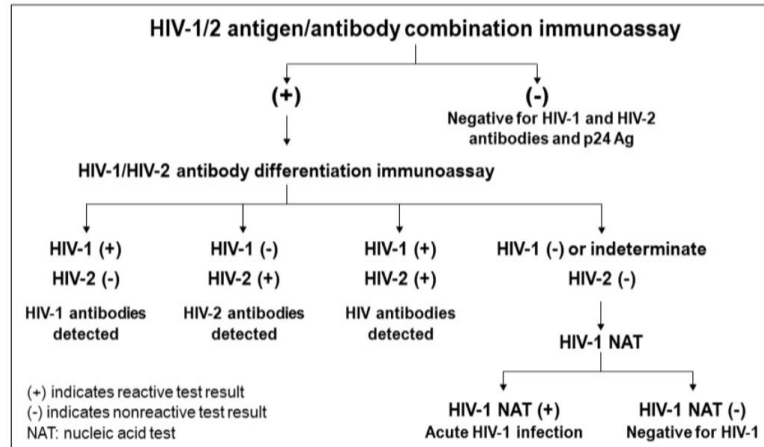 HIV-1/2 antigen/antibody combination immunoassay
(+)
(-)
Negative for HIV-1 and HIV-2
antibodies and p24 Ag
HIV-1/HIV-2 antibody differentiation immunoassay
HIV-1 (+)
HIV-2 (-)
HIV-1 antibodies
detected
HIV-1 (-)
HIV-2 (+)
HIV-2 antibodies
detected
HIV-1 (+)
HIV-2 (+)
HIV antibodies
detected
HIV-1 (-) or indeterminate
HIV-2 (-)
HIV-1 NAT
HIV-1 NAT (+)
Acute HIV-1 infection
HIV-1 NAT (-)
Negative for HIV-1
(+) indicates reactive test result
(-) indicates nonreactive test result
NAT: nucleic acid test